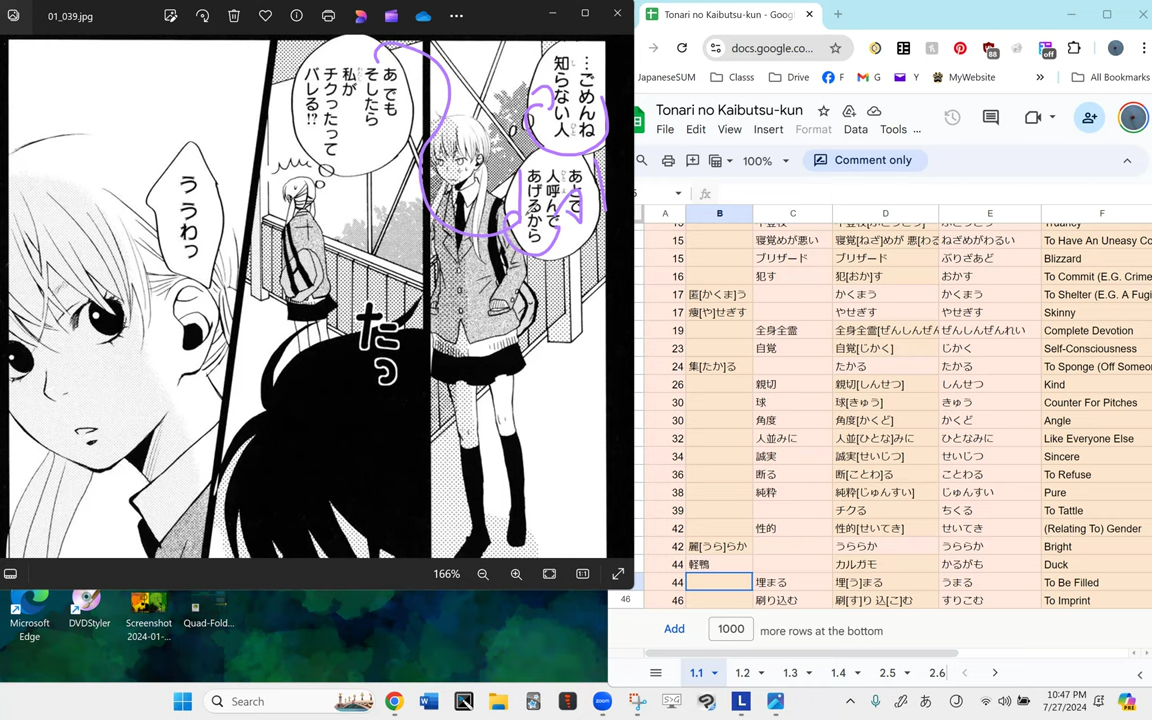 01_039.jpg
…ごめんね
知らない人
あとで
人呼んで
あげるから
あでも
そしたら
私が
チクったって
バレる!?
ううわっ
たっ
166%
Microsoft
Edge
DVDStyler
Screenshot
2024-01-...
Quad-Fold...
Tonari no Kaibutsu-kun - Goog
docs.google.co...
88
off
JapaneseSUM
Classs
Drive
F
G
Y
MyWebsite
All Bookmarks
Tonari no Kaibutsu-kun
File Edit View Insert Format Data Tools ...
100%
Comment only
A B C D E F
15 寝覚めが悪い 寝覚[ねざ]めが 悪[わる ねざめがわるい To Have An Uneasy Co
15 ブリザード ブリザード ぶりざあど Blizzard
16 犯す 犯[おか]す おかす To Commit (E.G. Crime
17 匿[かくま]う かくまう かくまう To Shelter (E.G. A Fugi
17 痩[や]せぎす やせぎす やせぎす Skinny
19 全身全霊 全身全霊[ぜんしんぜん ぜんしんぜんれい Complete Devotion
23 自覚 自覚[じかく] じかく Self-Consciousness
24 集[たか]る たかる たかる To Sponge (Off Someon
26 親切 親切[しんせつ] しんせつ Kind
30 球 球[きゅう] きゅう Counter For Pitches
30 角度 角度[かくど] かくど Angle
32 人並みに 人並[ひとな]みに ひとなみに Like Everyone Else
34 誠実 誠実[せいじつ] せいじつ Sincere
36 断る 断[ことわ]る ことわる To Refuse
38 純粋 純粋[じゅんすい] じゅんすい Pure
39 チクる ちくる To Tattle
42 性的 性的[せいてき] せいてき (Relating To) Gender
42 麗[うら]らか うららか うららか Bright
44 軽鴨 カルガモ かるがも Duck
44 埋まる 埋[う]まる うまる To Be Filled
46 46 刷り込む 刷[す]り 込[こ]む すりこむ To Imprint
Add 1000 more rows at the bottom
1.1 1.2 1.3 1.4 2.5 2.6
Search
10:47 PM
7/27/2024